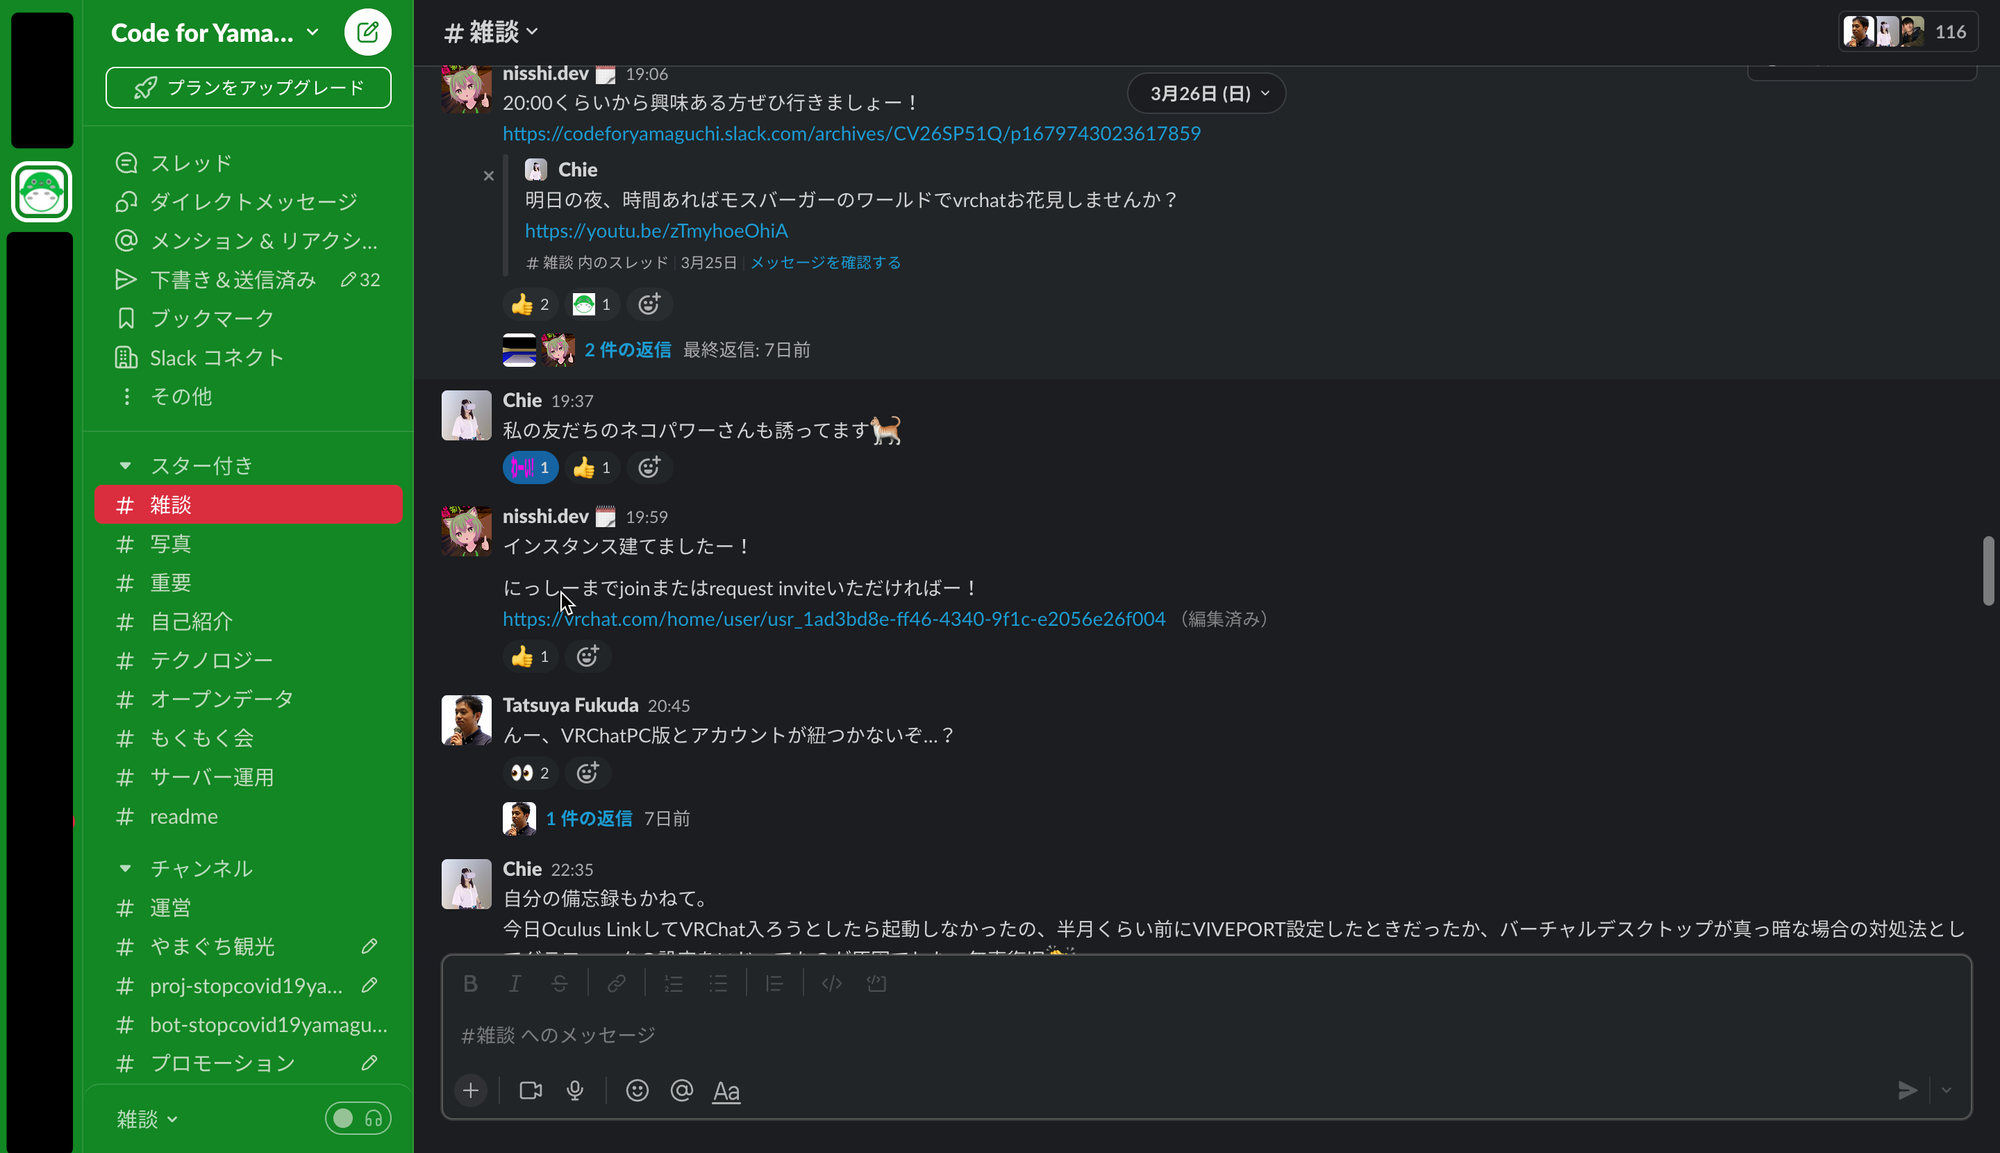 Code for Yama...
プランをアップグレード
スレッド
ダイレクトメッセージ
メンション & リアクシ...
下書き＆送信済み 32
ブックマーク
Slack コネクト
その他
スター付き
# 雑談
# 写真
# 重要
# 自己紹介
# テクノロジー
# オープンデータ
# もくもく会
# サーバー運用
# readme
チャンネル
# 運営
# やまぐち観光
# proj-stopcovid19ya...
# bot-stopcovid19yamagu...
# プロモーション
雑談
# 雑談
116
3月26日 (日)
nisshi.dev 19:06
20:00くらいから興味ある方ぜひ行きましょー！
https://codeforyamaguchi.slack.com/archives/CV26SP51Q/p1679743023617859
Chie
明日の夜、時間あればモスバーガーのワールドでvrchatお花見しませんか？
https://youtu.be/zTmyhoeOhiA
# 雑談 内のスレッド | 3月25日 | メッセージを確認する
2 1
2 件の返信 最終返信: 7日前
Chie 19:37
私の友だちのネコパワーさんも誘ってます
1 1
nisshi.dev 19:59
インスタンス建てましたー！
にっしーまでjoinまたはrequest inviteいただければー！
https://vrchat.com/home/user/usr_1ad3bd8e-ff46-4340-9f1c-e2056e26f004 （編集済み）
1
Tatsuya Fukuda 20:45
んー、VRChatPC版とアカウントが紐つかないぞ...？
2
1 件の返信 7日前
Chie 22:35
自分の備忘録もかねて。
今日Oculus LinkしてVRChat入ろうとしたら起動しなかったの、半月くらい前にVIVEPORT設定したときだったか、バーチャルデスクトップが真っ暗な場合の対処法とし
B I S
#雑談 へのメッセージ
Aa